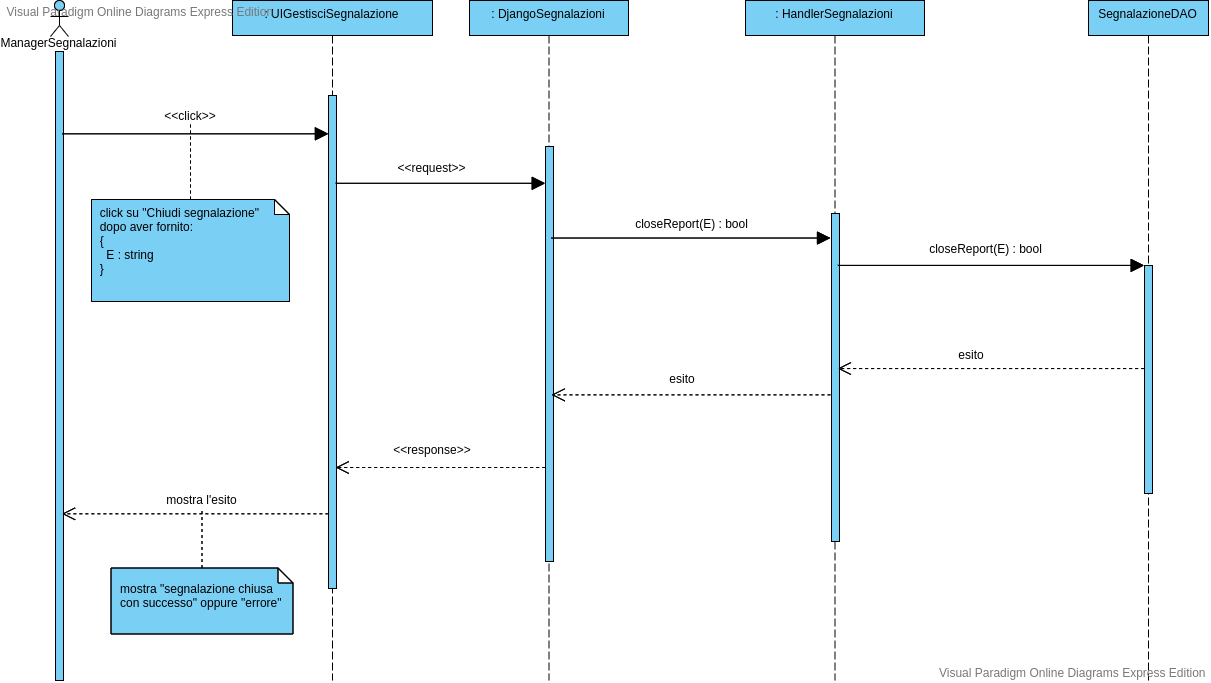 Visual Paradigm Online Diagrams Express Edition
: UIGestisciSegnalazione
: DjangoSegnalazioni
: HandlerSegnalazioni
SegnalazioneDAO
ManagerSegnalazioni
<<click>>
<<request>>
click su "Chiudi segnalazione"
dopo aver fornito:
{
E : string
}
closeReport(E) : bool
closeReport(E) : bool
esito
esito
<<response>>
mostra l'esito
mostra "segnalazione chiusa
con successo" oppure "errore"
Visual Paradigm Online Diagrams Express Edition